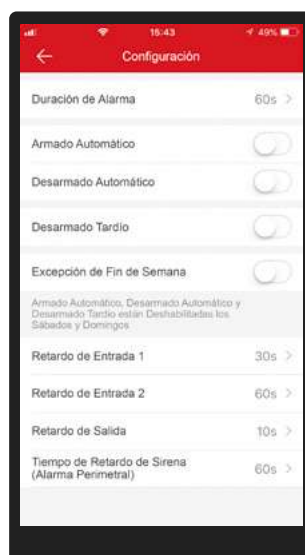 15:43
49%
Configuración
Duración de Alarma 60s
Armado Automático
Desarmado Automático
Desarmado Tardío
Excepción de Fin de Semana
Armado Automático, Desarmado Automático y
Desarmado Tardío están Deshabilitadas los
Sábados y Domingos
Retardo de Entrada 1 30s
Retardo de Entrada 2 60s
Retardo de Salida 10s
Tiempo de Retardo de Sirena 60s
(Alarma Perimetral)